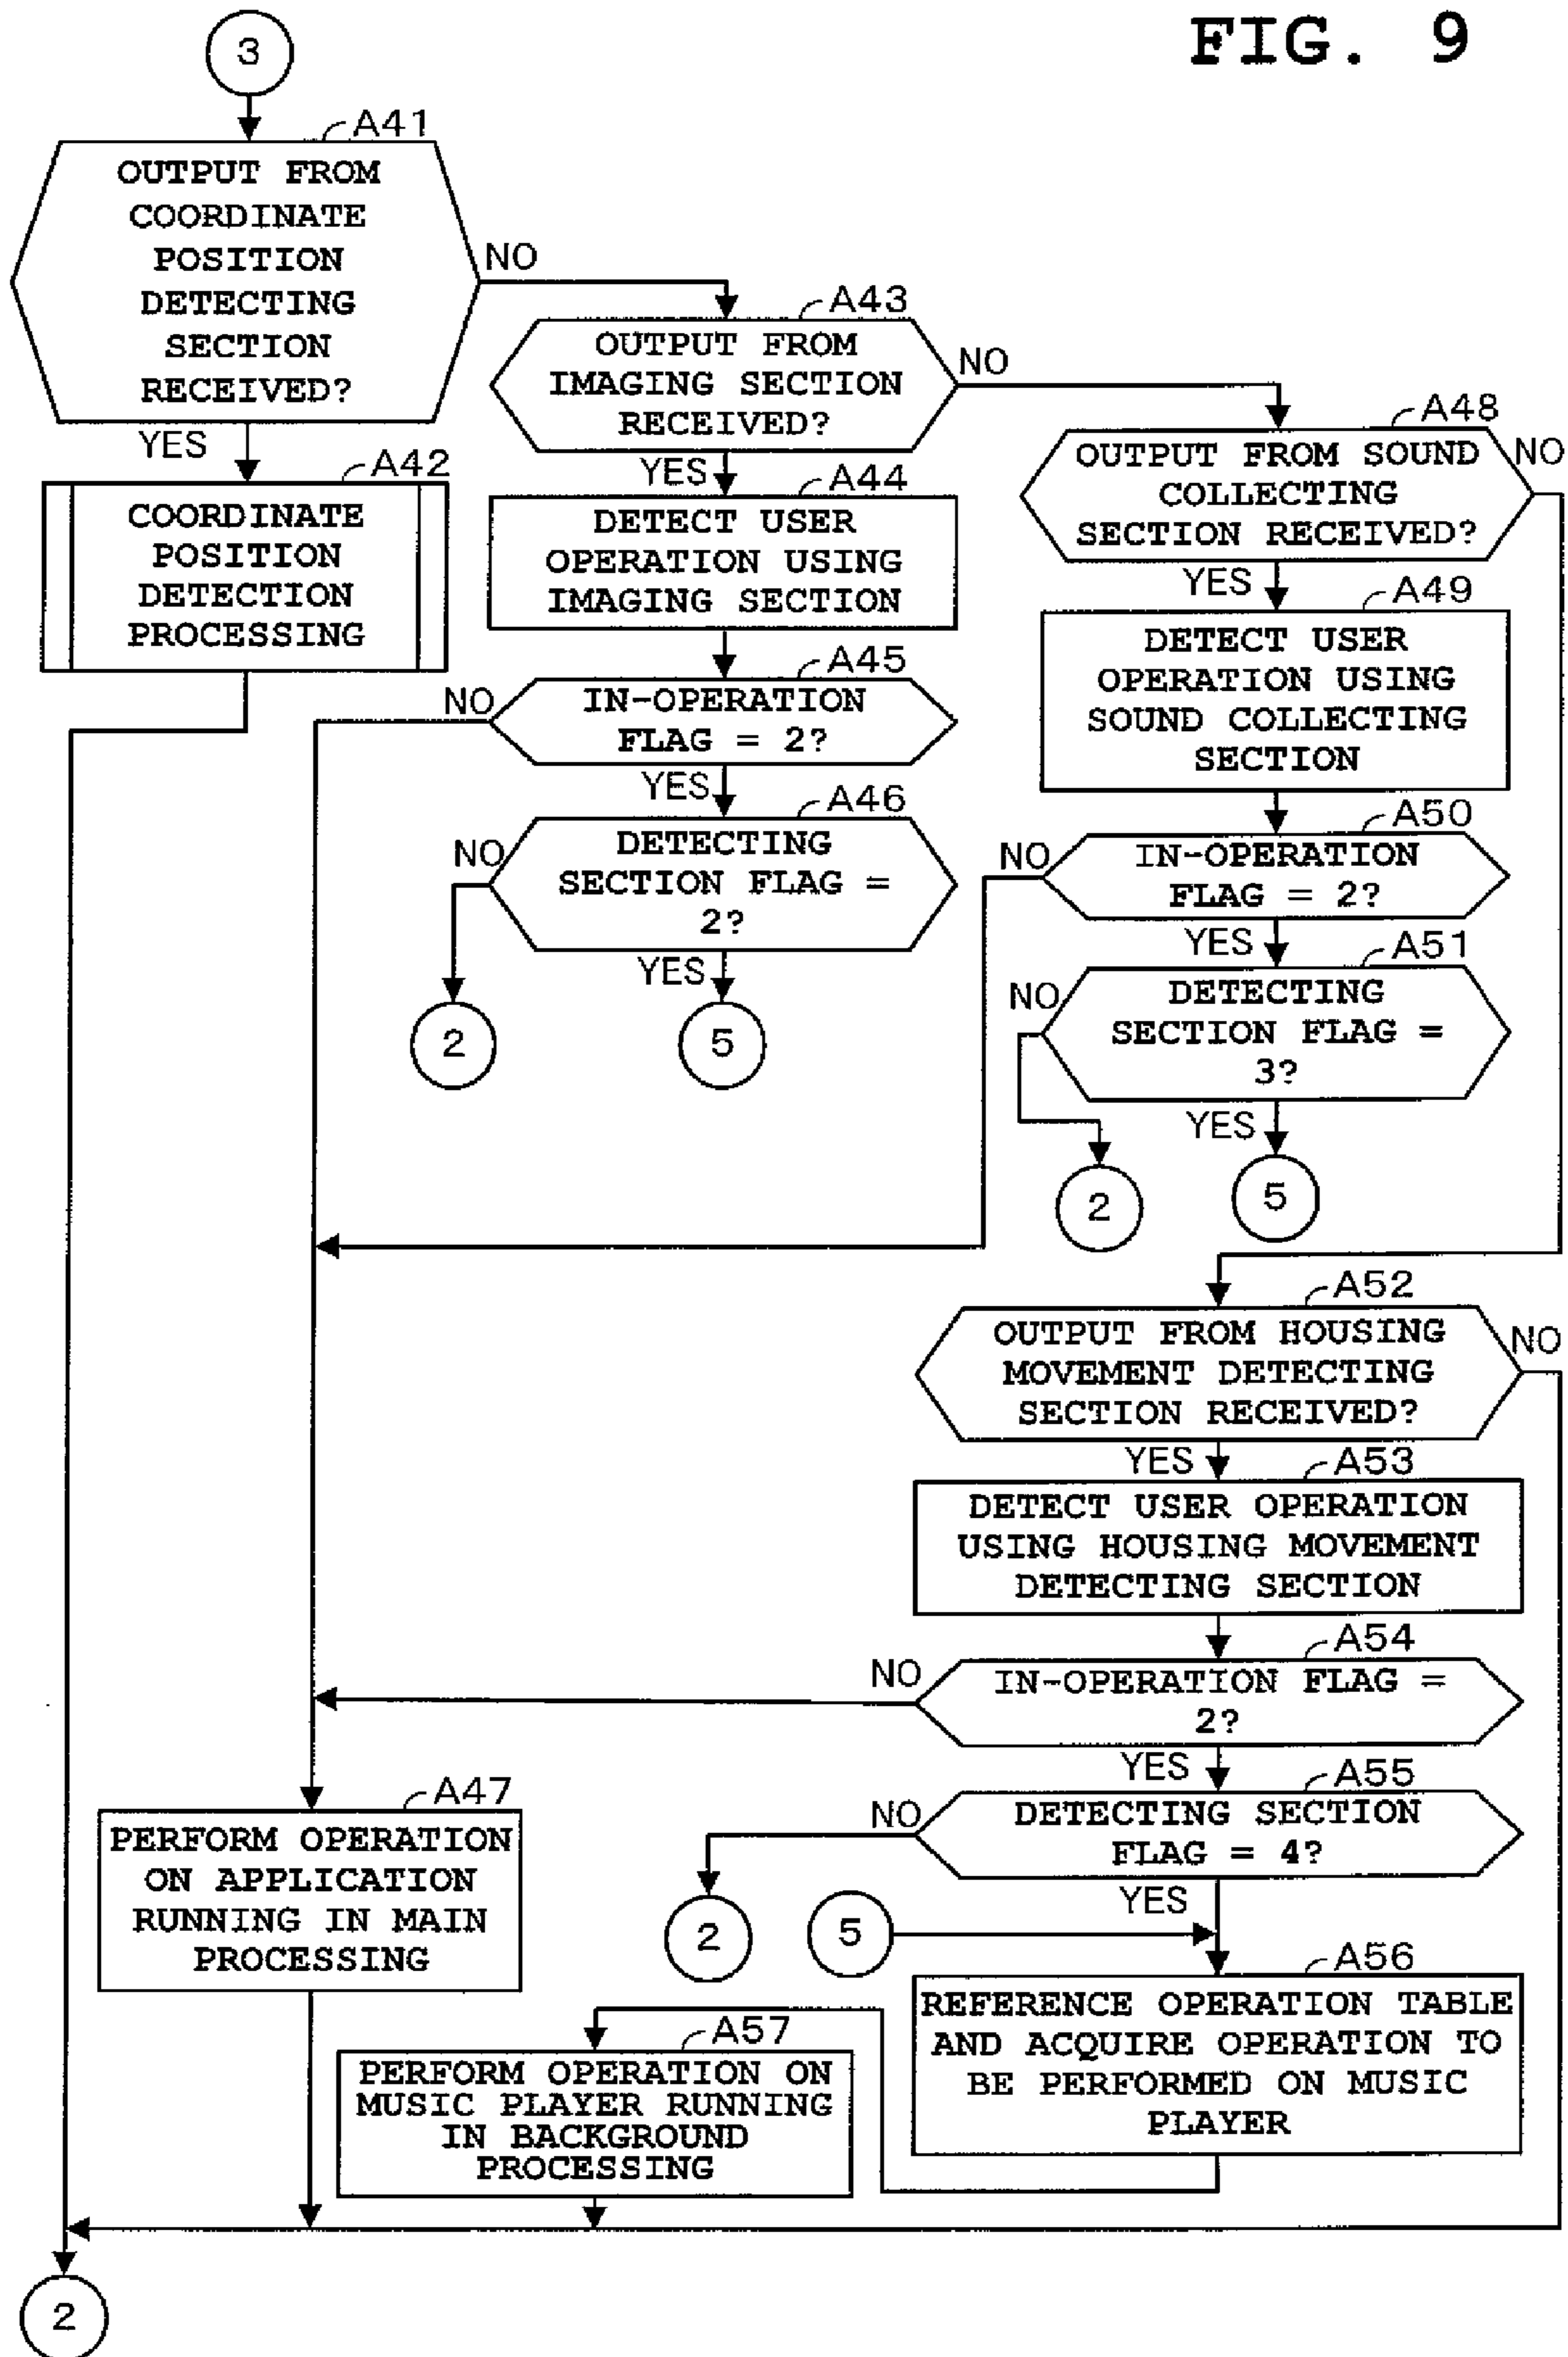 FIG. 9
3
A41
OUTPUT FROM
COORDINATE
POSITION
DETECTING
SECTION
RECEIVED?
NO
YES
A42
COORDINATE
POSITION
DETECTION
PROCESSING
A43
OUTPUT FROM
IMAGING SECTION
RECEIVED?
NO
YES
A44
DETECT USER
OPERATION USING
IMAGING SECTION
A45
IN-OPERATION
FLAG = 2?
NO
YES
A46
DETECTING
SECTION FLAG =
2?
NO
YES
2
5
A48
OUTPUT FROM SOUND
COLLECTING
SECTION RECEIVED?
NO
YES
A49
DETECT USER
OPERATION USING
SOUND COLLECTING
SECTION
A50
IN-OPERATION
FLAG = 2?
NO
YES
A51
DETECTING
SECTION FLAG =
3?
NO
YES
2
5
A52
OUTPUT FROM HOUSING
MOVEMENT DETECTING
SECTION RECEIVED?
NO
YES
A53
DETECT USER OPERATION
USING HOUSING MOVEMENT
DETECTING SECTION
A54
IN-OPERATION FLAG =
2?
NO
YES
A55
DETECTING SECTION
FLAG = 4?
NO
YES
2
5
A47
PERFORM OPERATION
ON APPLICATION
RUNNING IN MAIN
PROCESSING
A56
REFERENCE OPERATION TABLE
AND ACQUIRE OPERATION TO
BE PERFORMED ON MUSIC
PLAYER
A57
PERFORM OPERATION ON
MUSIC PLAYER RUNNING
IN BACKGROUND
PROCESSING
2